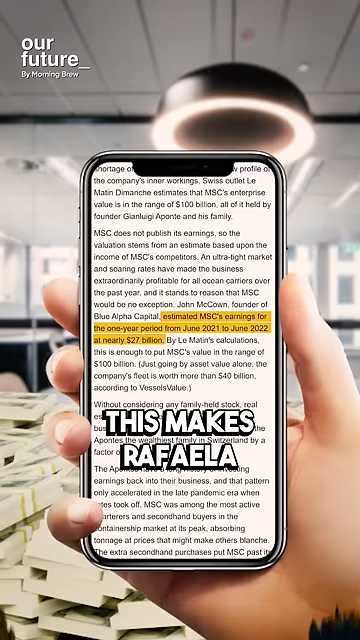 our
future_
By Morning Brew
shortage of
w profile of
the company's inner workings, Swiss outlet Le
Matin Dimanche estimates that MSC's enterprise
value is in the range of $100 billion, all of it held by
founder Gianluigi Aponte and his family.
MSC does not publish its earnings, so the
valuation stems from an estimate based upon the
income of MSC's competitors. An ultra-tight market
and soaring rates have made the business
extraordinarily profitable for all ocean carriers over
the past year, and it stands to reason that MSC
would be no exception. John McCown, founder of
Blue Alpha Capital, estimated MSC's earnings for
the one-year period from June 2021 to June 2022
at nearly $27 billion. By Le Matin's calculations,
this is enough to put MSC's value in the range of
$100 billion. (Just going by asset value alone, the
company's fleet is worth more than $40 billion,
according to VesselsValue.)
Without considering any family-held stock, real
THIS MAKES
RAFAELA
Apontes the wealthiest family in Switzerland by a
factor o
The Apontes have a long history of investing
earnings back into their business, and that pattern
only accelerated in the late pandemic era when
rates took off. MSC was among the most active
charterers and secondhand buyers in the
containership market at its peak, absorbing
tonnage at prices that might make others blanche.
The extra secondhand purchases put MSC past its